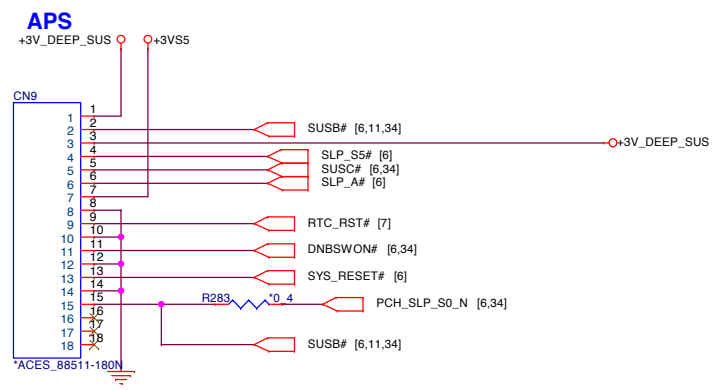 APS
+3V_DEEP_SUS +3VS5
CN9
1 1
2 2 SUSB# [6,11,34]
3 3 +3V_DEEP_SUS
4 4 SLP_S5# [6]
5 5 SUSC# [6,34]
6 6 SLP_A# [6]
7 7
8 8
9 9 RTC_RST# [7]
10 10
11 11 DNBSWON# [6,34]
12 12
13 13 SYS_RESET# [6]
14 14
15 15 R283 *0_4 PCH_SLP_S0_N [6,34]
16 16
17 17
18 18 SUSB# [6,11,34]
*ACES_88511-180N